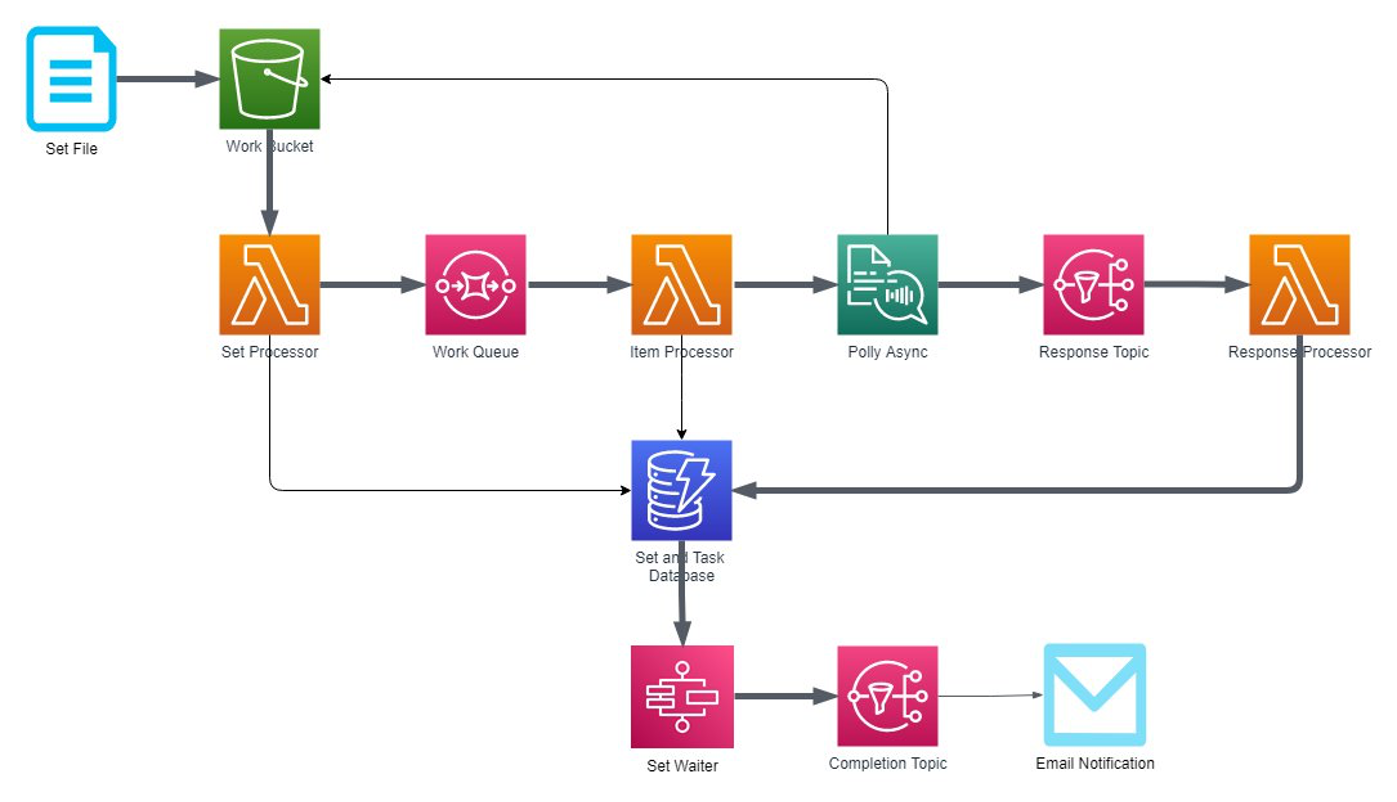 Set File
Work Bucket
Set Processor
Work Queue
Item Processor
Polly Async
Response Topic
Response Processor
Set and Task
Database
Set Waiter
Completion Topic
Email Notification